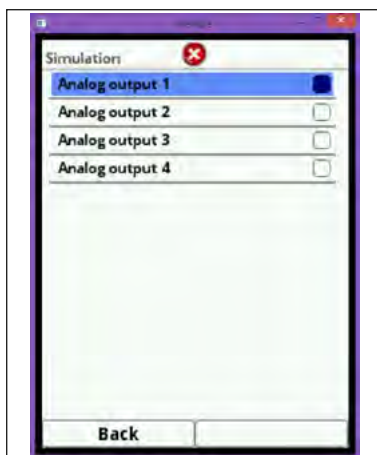 Simulation
Analog output 1
Analog output 2
Analog output 3
Analog output 4
Back